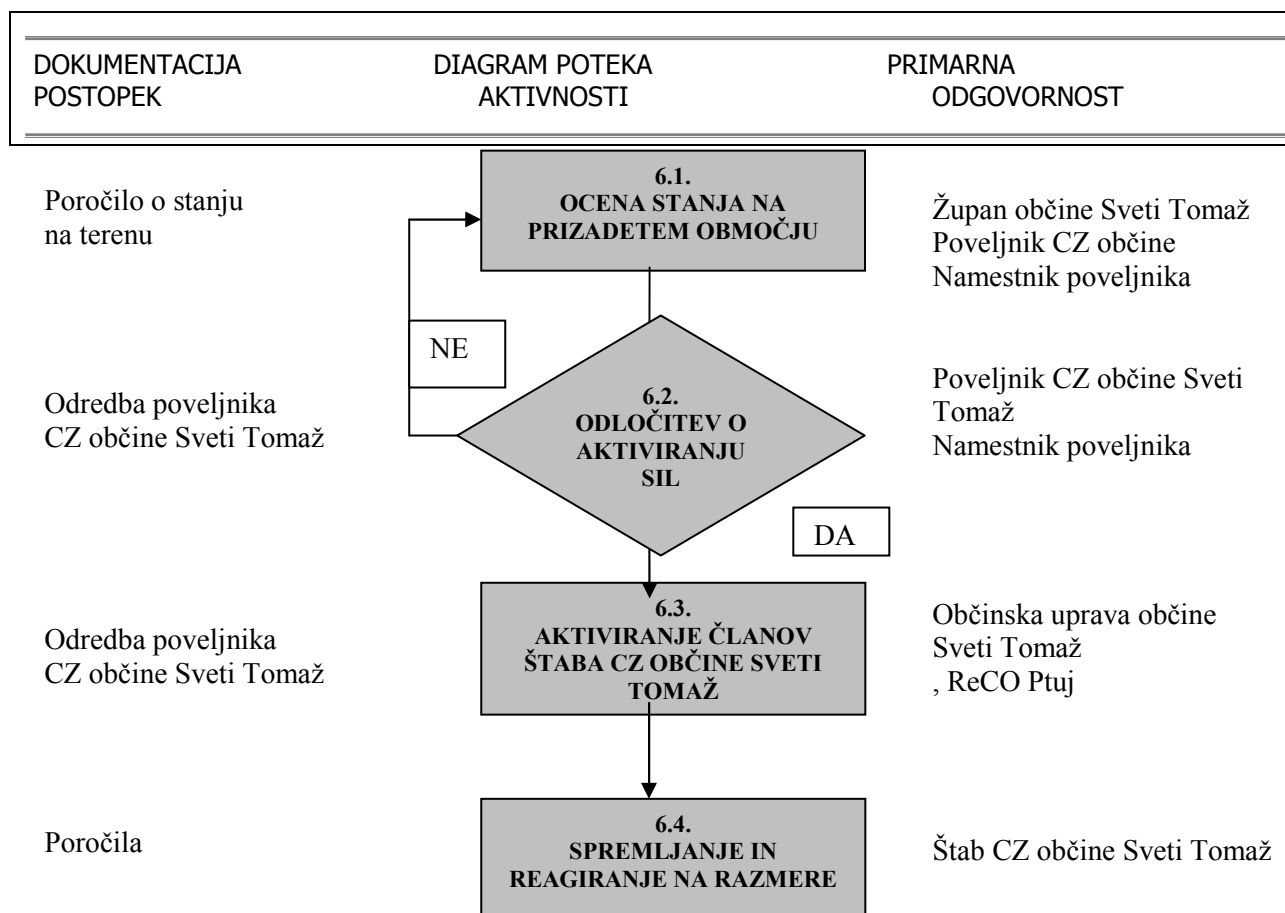 DOKUMENTACIJA DIAGRAM POTEKA PRIMARNA
POSTOPEK AKTIVNOSTI ODGOVORNOST
Poročilo o stanju
na terenu
6.1.
OCENA STANJA NA
PRIZADETEM OBMOČJU
Župan občine Sveti Tomaž
Poveljnik CZ občine
Namestnik poveljnika
NE
Odredba poveljnika
CZ občine Sveti Tomaž
6.2.
ODLOČITEV O
AKTIVIRANJU
SIL
Poveljnik CZ občine Sveti
Tomaž
Namestnik poveljnika
DA
Odredba poveljnika
CZ občine Sveti Tomaž
6.3.
AKTIVIRANJE ČLANOV
ŠTABA CZ OBČINE SVETI
TOMAŽ
Občinska uprava občine
Sveti Tomaž
, ReCO Ptuj
Poročila
6.4.
SPREMLJANJE IN
REAGIRANJE NA RAZMERE
Štab CZ občine Sveti Tomaž